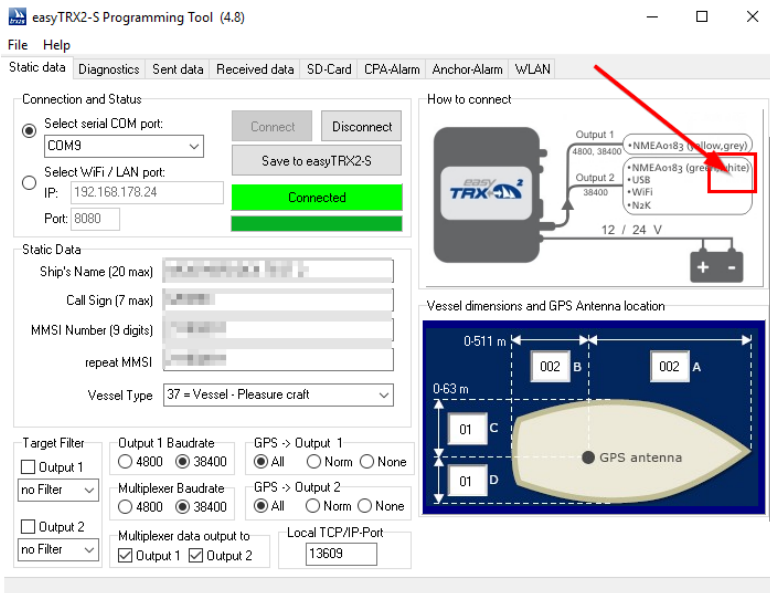 easyTRX2-S Programming Tool (4.8)
File Help
Static data Diagnostics Sent data Received data SD-Card CPA-Alarm Anchor-Alarm WLAN
Connection and Status
Select serial COM port:
COM9
Connect Disconnect
Save to easyTRX2-S
Select WiFi / LAN port:
IP: 192.168.178.24
Port: 8080
Connected
How to connect
Output 1
4800, 38400
•NMEA0183 (yellow,grey)
Output 2
38400
•NMEA0183 (green,white)
•USB
•WiFi
•N2K
easy
TRX 2
12 / 24 V
+ -
Static Data
Ship's Name (20 max)
Call Sign (7 max)
MMSI Number (9 digits)
repeat MMSI
Vessel Type 37 = Vessel - Pleasure craft
Vessel dimensions and GPS Antenna location
0-511 m
002 B 002 A
0-63 m
01 C
01 D
GPS antenna
Target Filter
Output 1
no Filter
Output 2
no Filter
Output 1 Baudrate
4800 38400
Multiplexer Baudrate
4800 38400
GPS -> Output 1
All Norm None
GPS -> Output 2
All Norm None
Multiplexer data output to
Output 1 Output 2
Local TCP/IP-Port
13609